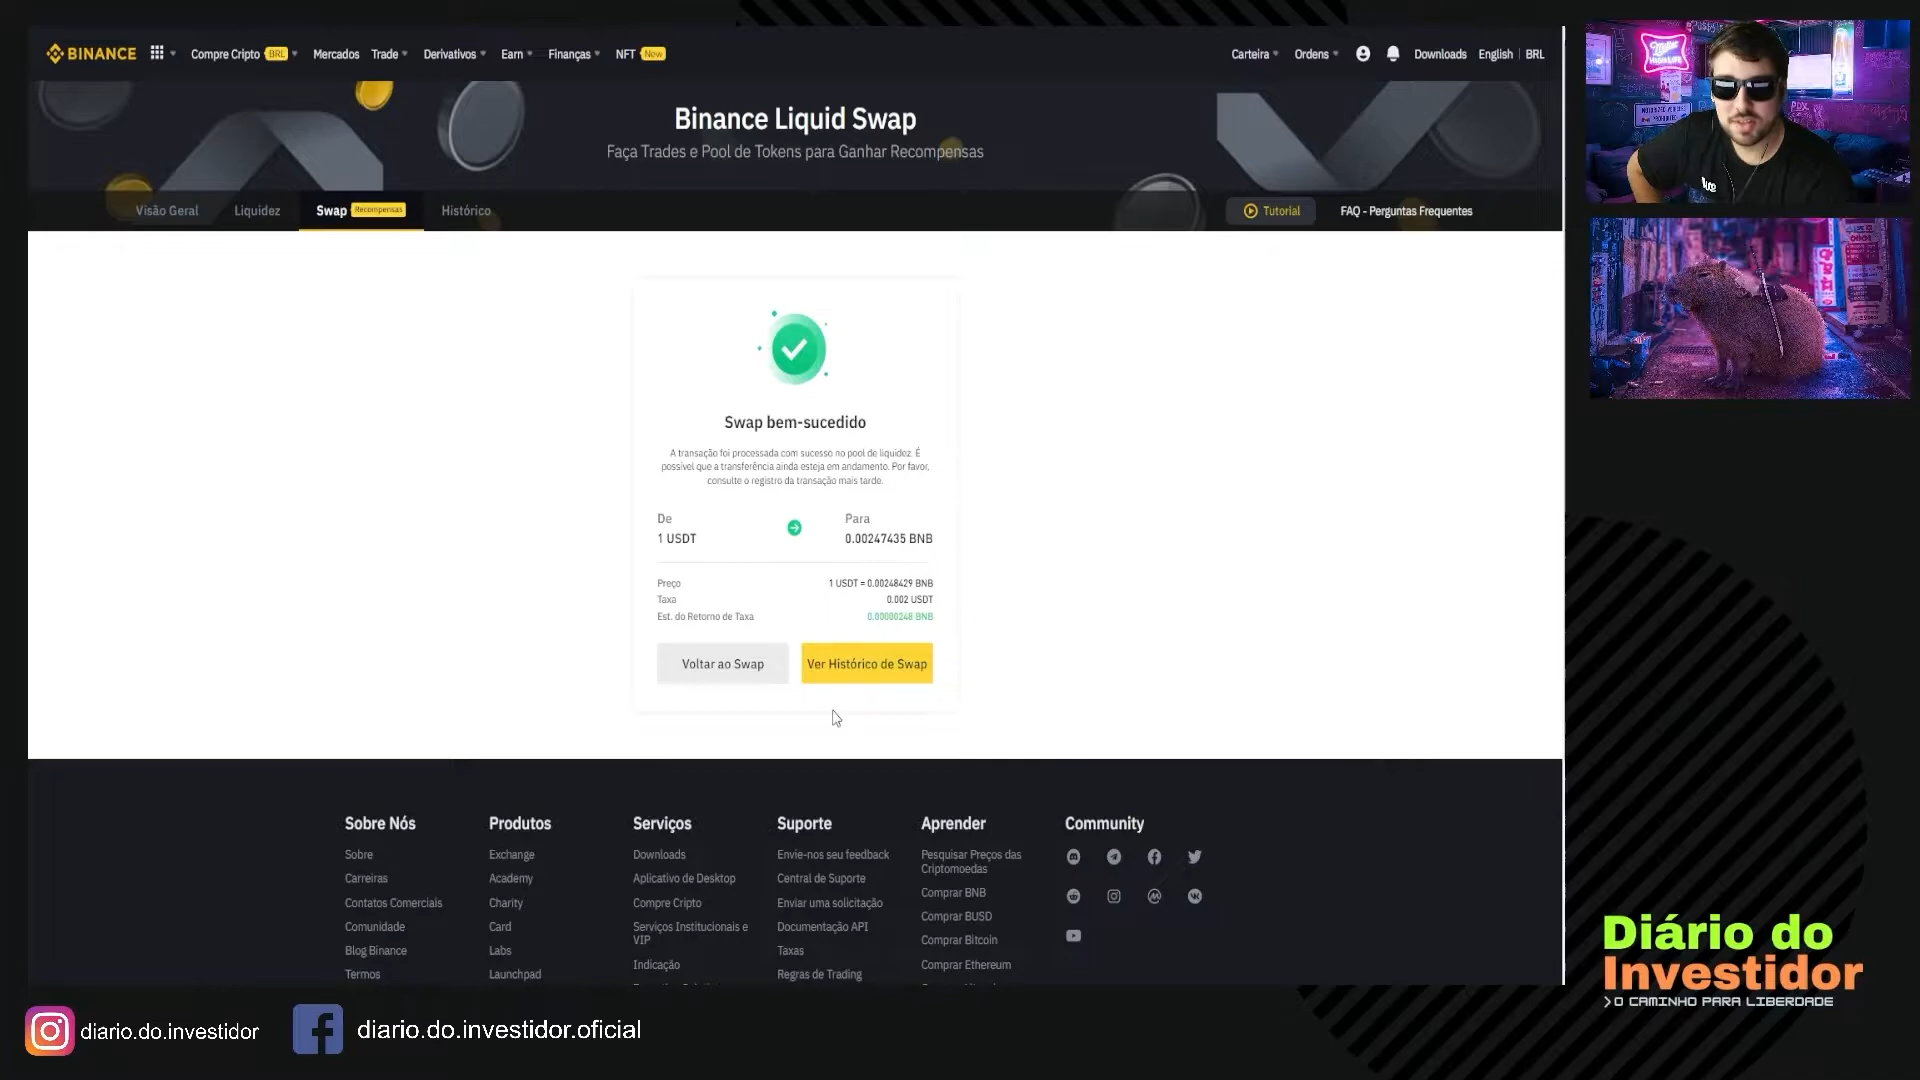 BINANCE
Compre Cripto BRL
Mercados
Trade
Derivativos
Earn
Finanças
NFT New
Carteira
Ordens
Downloads
English | BRL
Binance Liquid Swap
Faça Trades e Pool de Tokens para Ganhar Recompensas
Visão Geral
Liquidez
Swap Recompensas
Histórico
Tutorial
FAQ - Perguntas Frequentes
Swap bem-sucedido
A transação foi processada com sucesso no pool de liquidez. É
possível que a transferência ainda esteja em andamento. Por favor,
consulte o registro da transação mais tarde.
De
Para
1 USDT
0.00247435 BNB
Preço
1 USDT = 0.00248429 BNB
Taxa
0.002 USDT
Est. do Retorno de Taxa
0.00000248 BNB
Voltar ao Swap
Ver Histórico de Swap
Sobre Nós
Sobre
Carreiras
Contatos Comerciais
Comunidade
Blog Binance
Termos
Produtos
Exchange
Academy
Charity
Card
Labs
Launchpad
Serviços
Downloads
Aplicativo de Desktop
Compre Cripto
Serviços Institucionais e
VIP
Indicação
Suporte
Envie-nos seu feedback
Central de Suporte
Enviar uma solicitação
Documentação API
Taxas
Regras de Trading
Aprender
Pesquisar Preços das
Criptomoedas
Comprar BNB
Comprar BUSD
Comprar Bitcoin
Comprar Ethereum
Community
Diário do
Investidor
>O CAMINHO PARA LIBERDADE
diario.do.investidor
diario.do.investidor.oficial